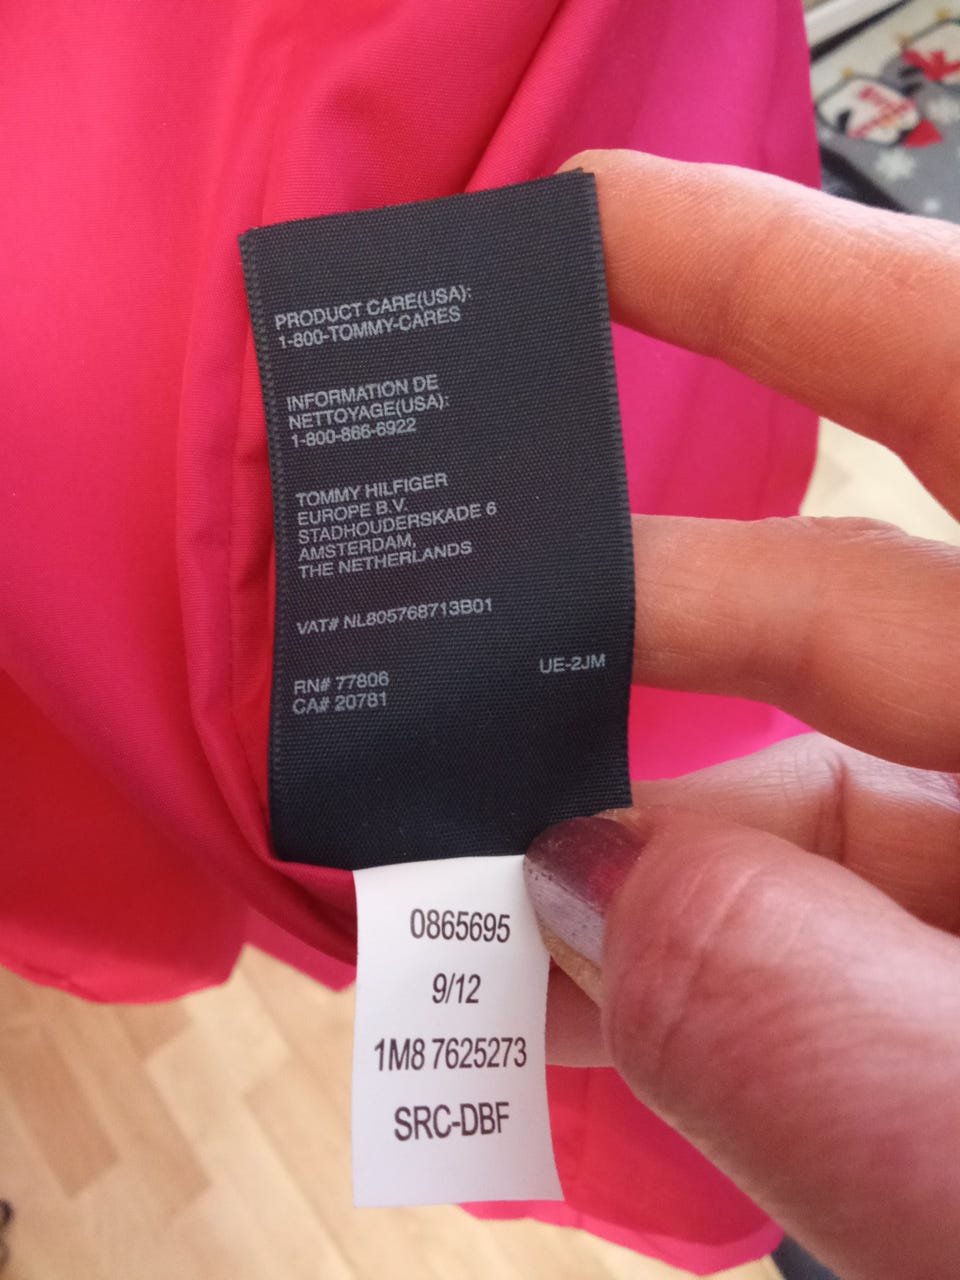 PRODUCT CARE(USA):
1-800-TOMMY-CARES
INFORMATION DE
NETTOYAGE(USA):
1-800-866-6922
TOMMY HILFIGER
EUROPE B.V.
STADHOUDERSKADE 6
AMSTERDAM,
THE NETHERLANDS
VAT# NL805768713B01
RN# 77806
CA# 20781
UE-2JM
0865695
9/12
1M8 7625273
SRC-DBF